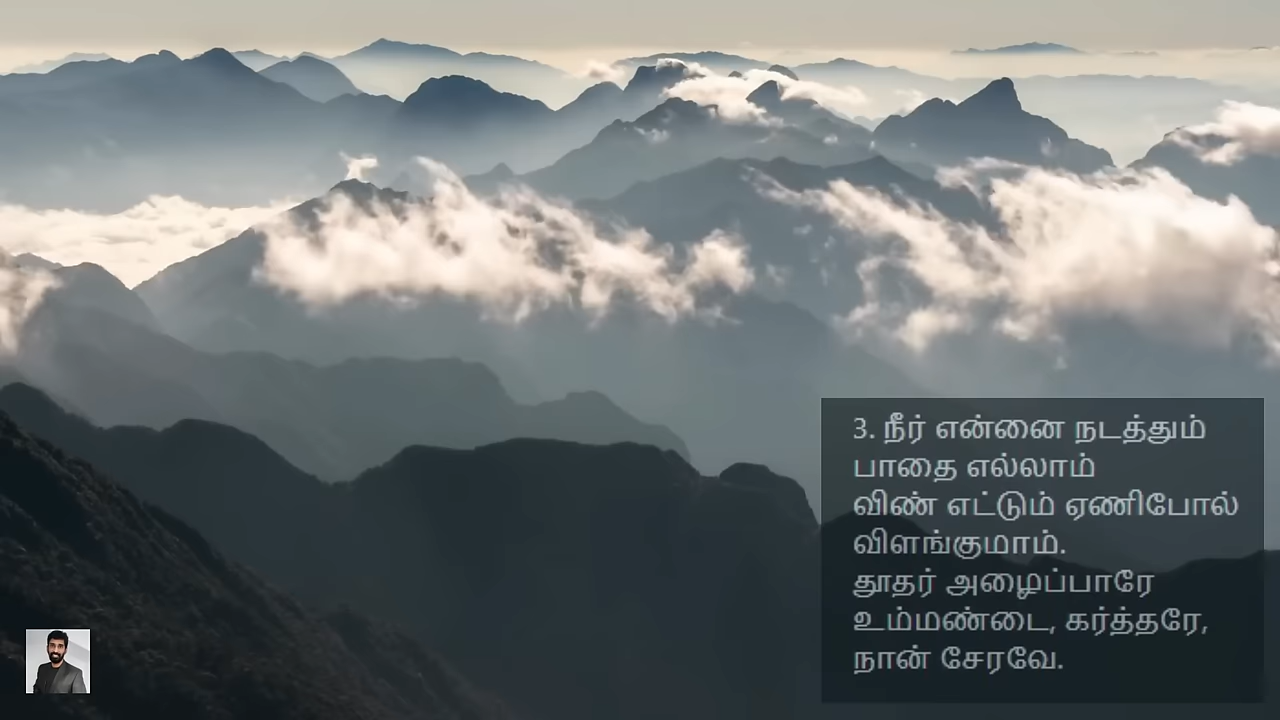 3. நீர் என்னை நடத்தும்
பாதை எல்லாம்
விண் எட்டும் ஏணிபோல்
விளங்குமாம்.
தூதர் அழைப்பாரே
உம்மண்டை, கர்த்தரே,
நான் சேரவே.